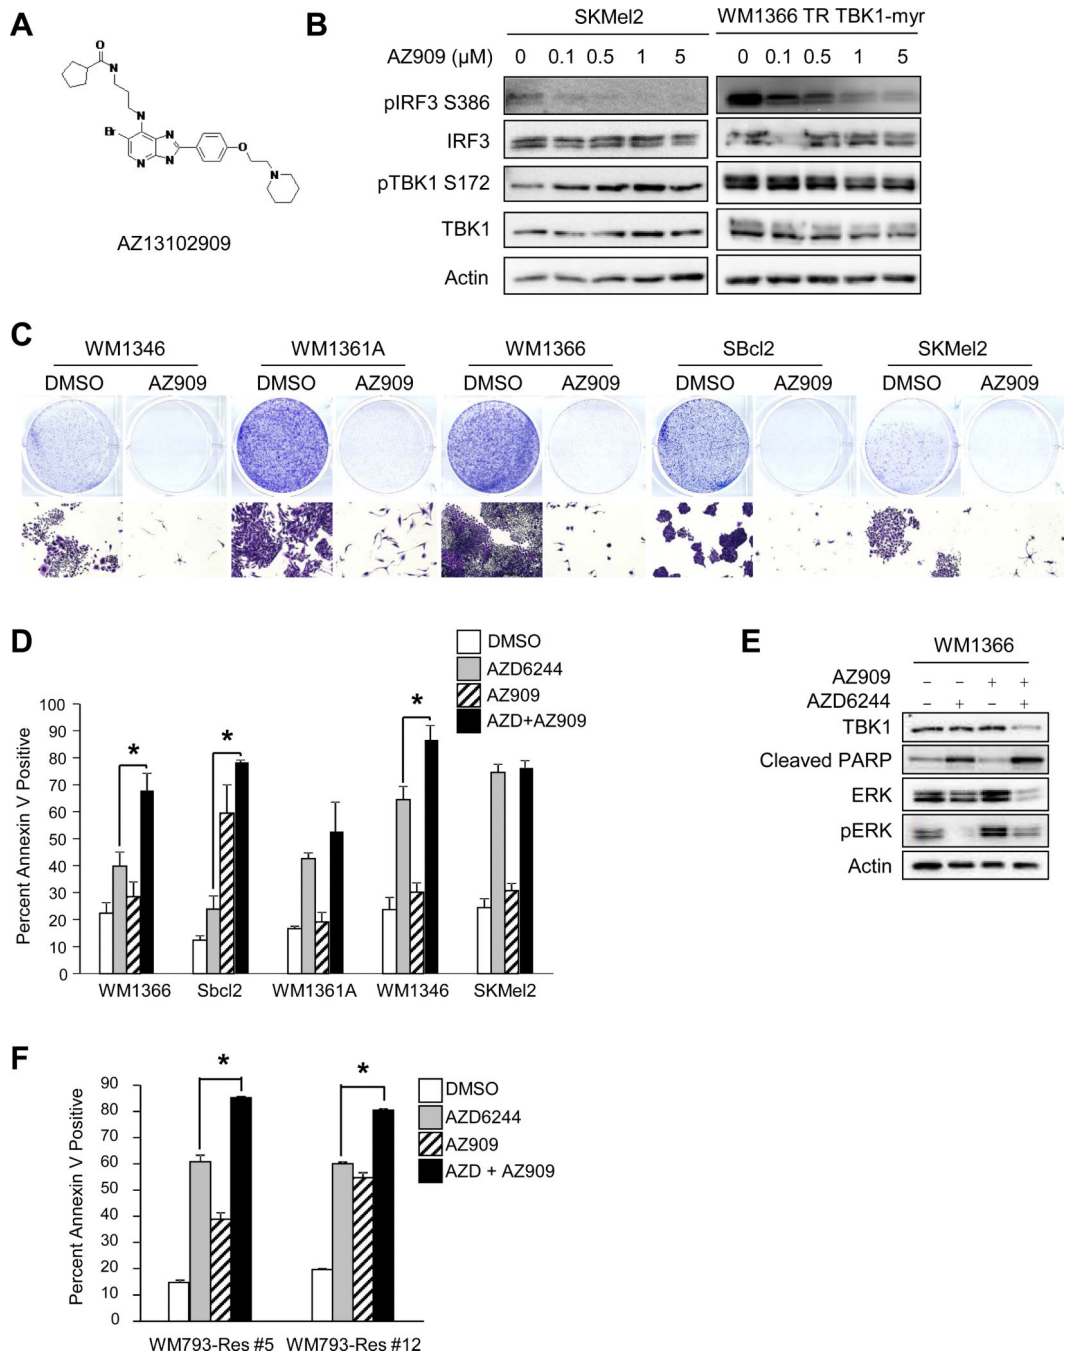 A
O
N
N
Br
N
N
N
O
N
AZ13102909
B
SKMel2
WM1366 TR TBK1-myr
AZ909 (µM) 0 0.1 0.5 1 5 0 0.1 0.5 1 5
pIRF3 S386
IRF3
pTBK1 S172
TBK1
Actin
C
WM1346 WM1361A WM1366 SBcl2 SKMel2
DMSO AZ909 DMSO AZ909 DMSO AZ909 DMSO AZ909 DMSO AZ909
D
DMSO
AZD6244
AZ909
AZD+AZ909
Percent Annexin V Positive
100
90
80
70
60
50
40
30
20
10
0
* * *
WM1366 Sbcl2 WM1361A WM1346 SKMel2
E
WM1366
AZ909 – – + +
AZD6244 – + – +
TBK1
Cleaved PARP
ERK
pERK
Actin
F
DMSO
AZD6244
AZ909
AZD + AZ909
Percent Annexin V Positive
90
80
70
60
50
40
30
20
10
0
* *
WM793-Res #5 WM793-Res #12